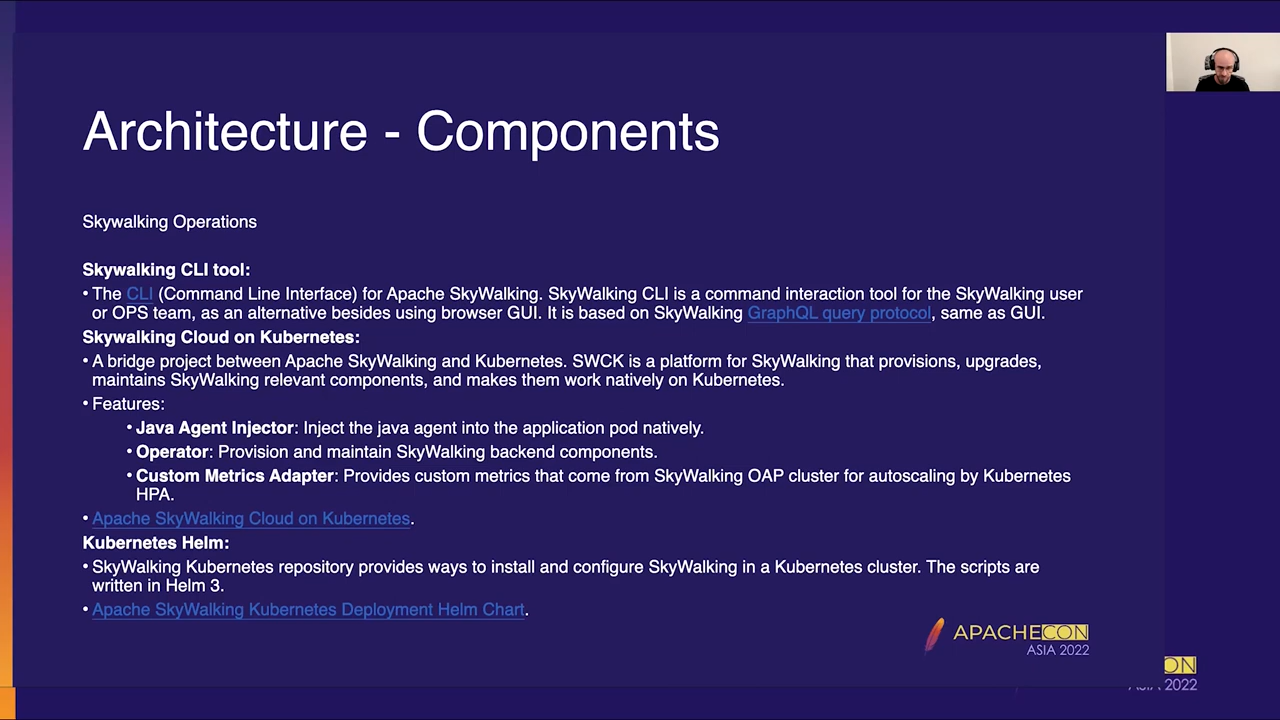 Architecture - Components
Skywalking Operations
Skywalking CLI tool:
• The CLI (Command Line Interface) for Apache SkyWalking. SkyWalking CLI is a command interaction tool for the SkyWalking user
or OPS team, as an alternative besides using browser GUI. It is based on SkyWalking GraphQL query protocol, same as GUI.
Skywalking Cloud on Kubernetes:
• A bridge project between Apache SkyWalking and Kubernetes. SWCK is a platform for SkyWalking that provisions, upgrades,
maintains SkyWalking relevant components, and makes them work natively on Kubernetes.
• Features:
• Java Agent Injector: Inject the java agent into the application pod natively.
• Operator: Provision and maintain SkyWalking backend components.
• Custom Metrics Adapter: Provides custom metrics that come from SkyWalking OAP cluster for autoscaling by Kubernetes
HPA.
• Apache SkyWalking Cloud on Kubernetes.
Kubernetes Helm:
• SkyWalking Kubernetes repository provides ways to install and configure SkyWalking in a Kubernetes cluster. The scripts are
written in Helm 3.
• Apache SkyWalking Kubernetes Deployment Helm Chart.
APACHECON
ASIA 2022
ON
ASIA 2022